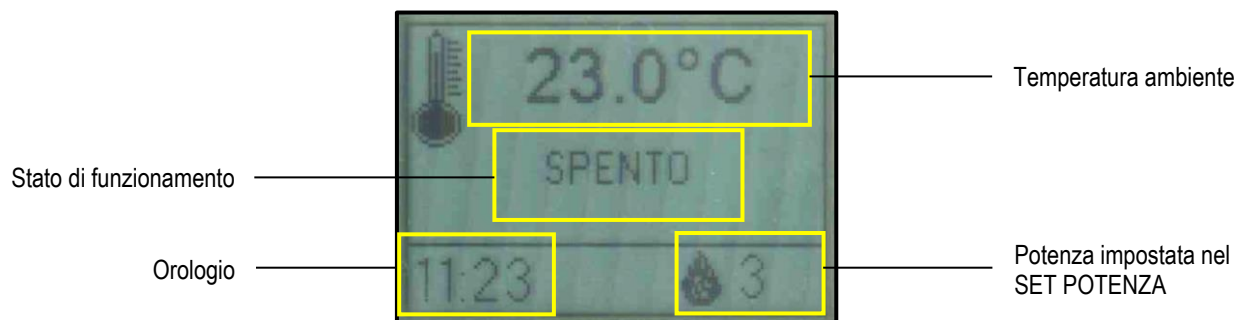 23.0°C
Temperatura ambiente
SPENTO
Stato di funzionamento
11:23
Orologio
3
Potenza impostata nel
SET POTENZA